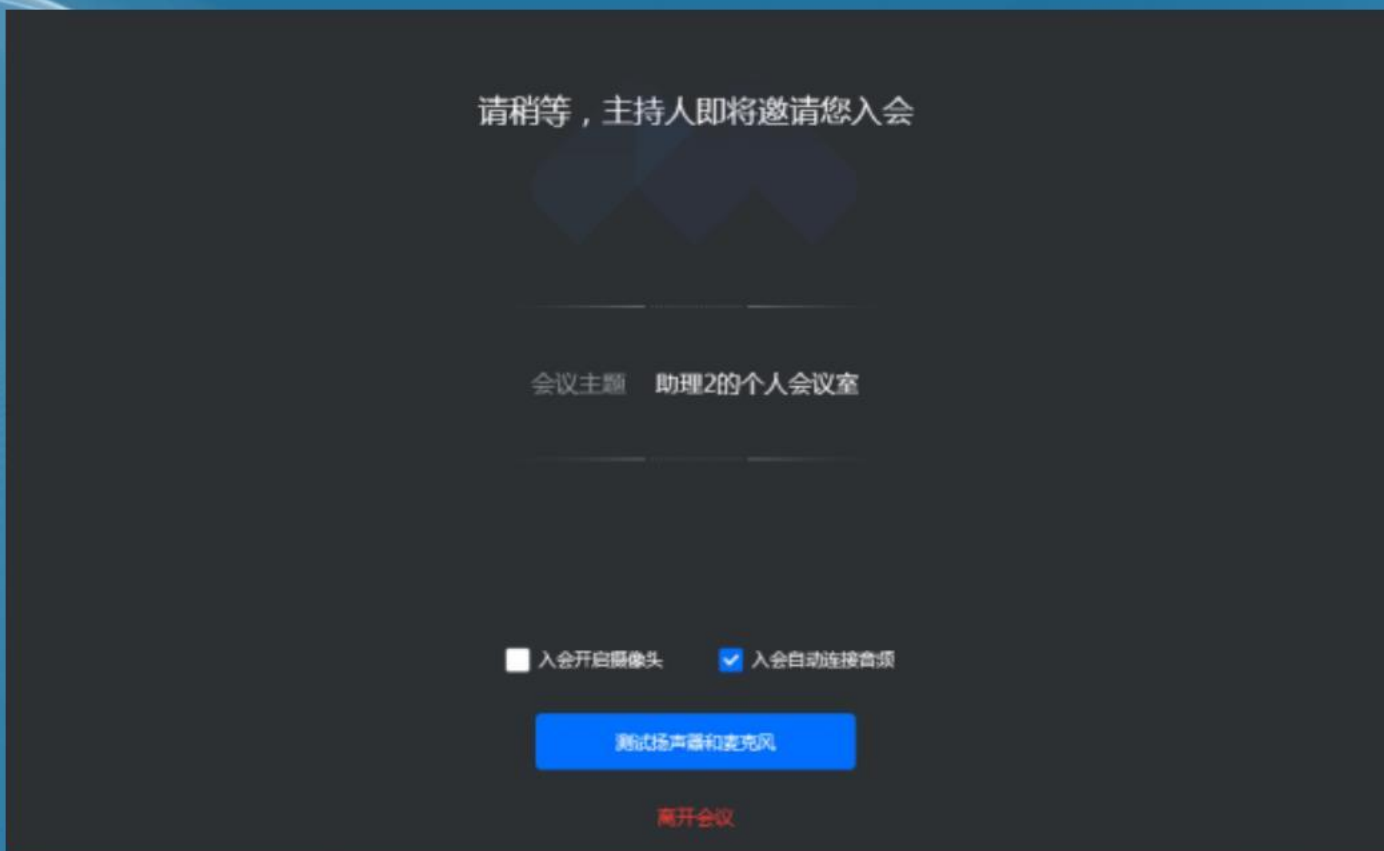 请稍等，主持人即将邀请您入会
会议主题 助理2的个人会议室
入会开启摄像头 入会自动连接音频
测试扬声器和麦克风
离开会议